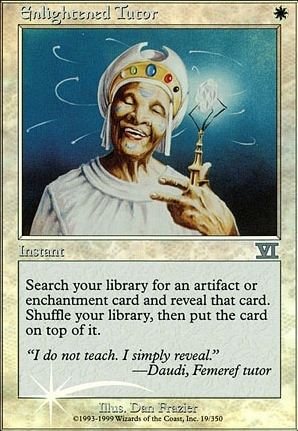 Enlightened Tutor
Instant
VI
Search your library for an artifact or
enchantment card and reveal that card.
Shuffle your library, then put the card
on top of it.
“I do not teach. I simply reveal.”
—Daudi, Femeref tutor
Illus. Dan Frazier
©1993-1999 Wizards of the Coast, Inc. 19/350